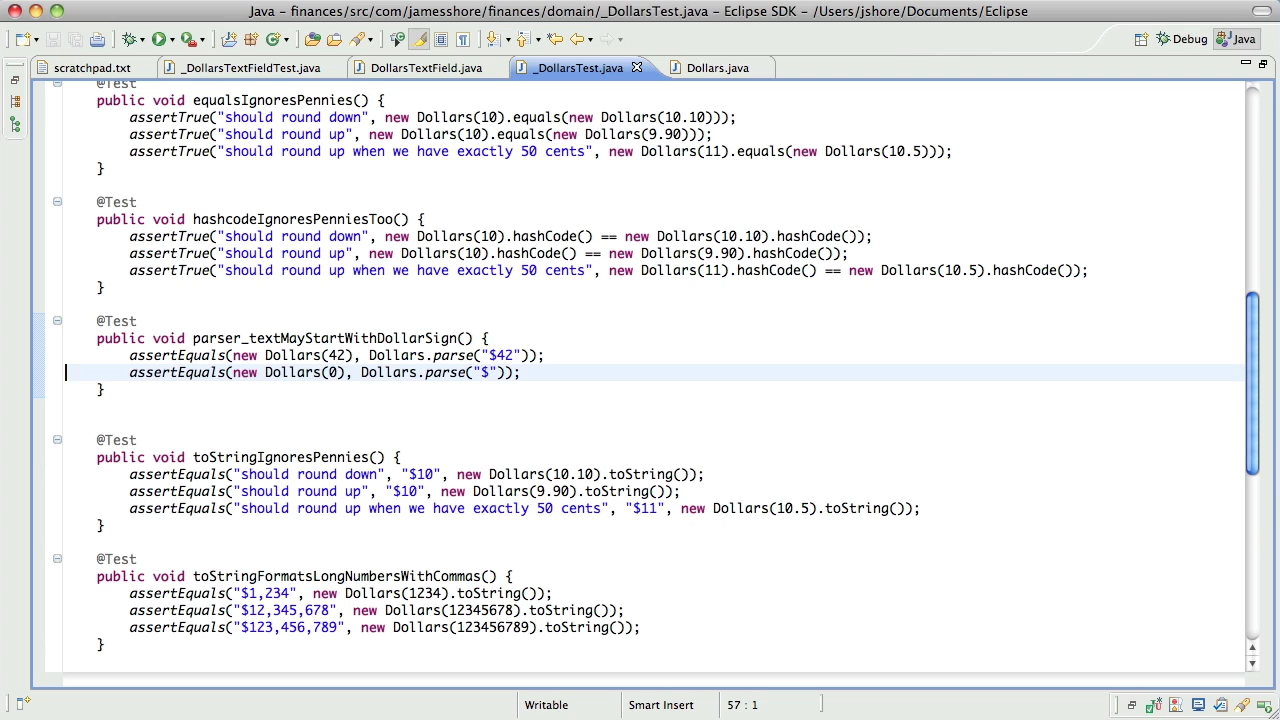 Java – finances/src/com/jamesshore/finances/domain/_DollarsTest.java – Eclipse SDK – /Users/jshore/Documents/Eclipse
Debug Java
scratchpad.txt _DollarsTextFieldTest.java DollarsTextField.java _DollarsTest.java Dollars.java
@Test
public void equalsIgnoresPennies() {
assertTrue("should round down", new Dollars(10).equals(new Dollars(10.10)));
assertTrue("should round up", new Dollars(10).equals(new Dollars(9.90)));
assertTrue("should round up when we have exactly 50 cents", new Dollars(11).equals(new Dollars(10.5)));
}
@Test
public void hashcodeIgnoresPenniesToo() {
assertTrue("should round down", new Dollars(10).hashCode() == new Dollars(10.10).hashCode());
assertTrue("should round up", new Dollars(10).hashCode() == new Dollars(9.90).hashCode());
assertTrue("should round up when we have exactly 50 cents", new Dollars(11).hashCode() == new Dollars(10.5).hashCode());
}
@Test
public void parser_textMayStartWithDollarSign() {
assertEquals(new Dollars(42), Dollars.parse("$42"));
assertEquals(new Dollars(0), Dollars.parse("$"));
}
@Test
public void toStringIgnoresPennies() {
assertEquals("should round down", "$10", new Dollars(10.10).toString());
assertEquals("should round up", "$10", new Dollars(9.90).toString());
assertEquals("should round up when we have exactly 50 cents", "$11", new Dollars(10.5).toString());
}
@Test
public void toStringFormatsLongNumbersWithCommas() {
assertEquals("$1,234", new Dollars(1234).toString());
assertEquals("$12,345,678", new Dollars(12345678).toString());
assertEquals("$123,456,789", new Dollars(123456789).toString());
}
Writable Smart Insert 57 : 1